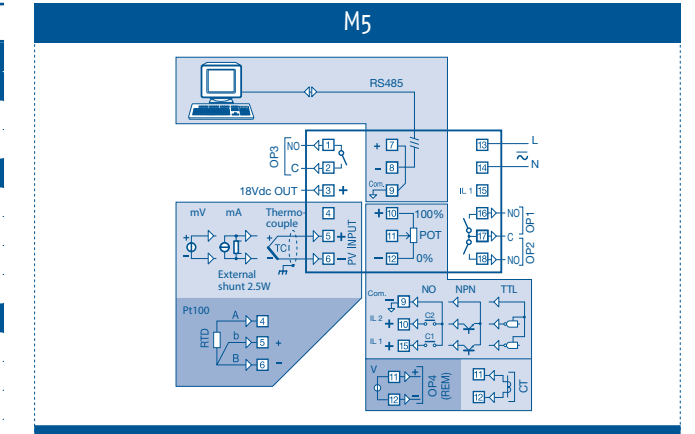 M5
RS485
OP3
NO 1
C 2
18Vdc OUT 3 +
+ 7
- 8
Com. 9
13 L
14 N
IL 1 15
16 NO
17 C
18 NO
OP1
OP2
mV mA Thermo-
couple
4
5 +
6 -
PV INPUT
TC
External
shunt 2.5W
+ 10 100%
11 POT
- 12 0%
Pt100
RTD
A 4
b 5 +
B 6 -
NO NPN TTL
Com. - 9
IL 2 + 10 C2
IL 1 + 15 C1
V 11 +
12 -
OP4
(REM)
11
12
CT